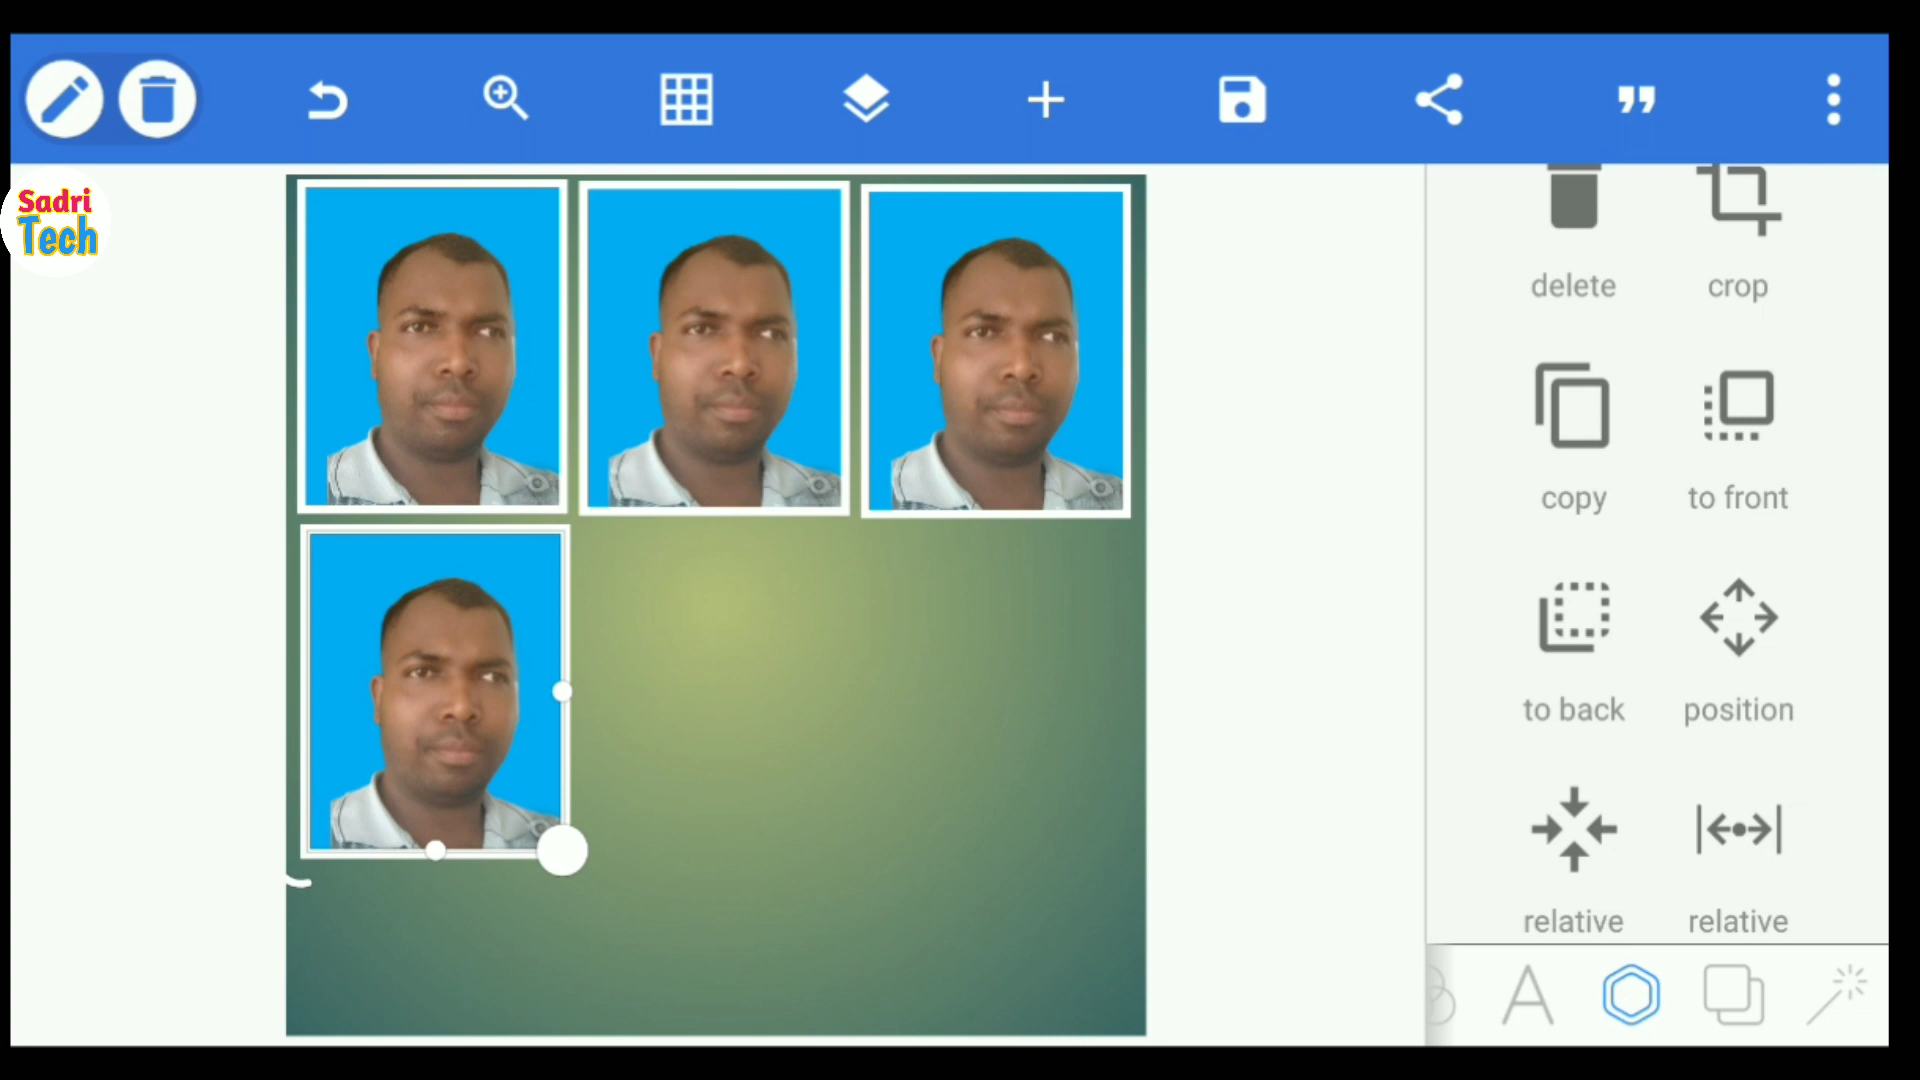 Sadri
Tech
delete
crop
copy
to front
to back
position
relative
relative
A